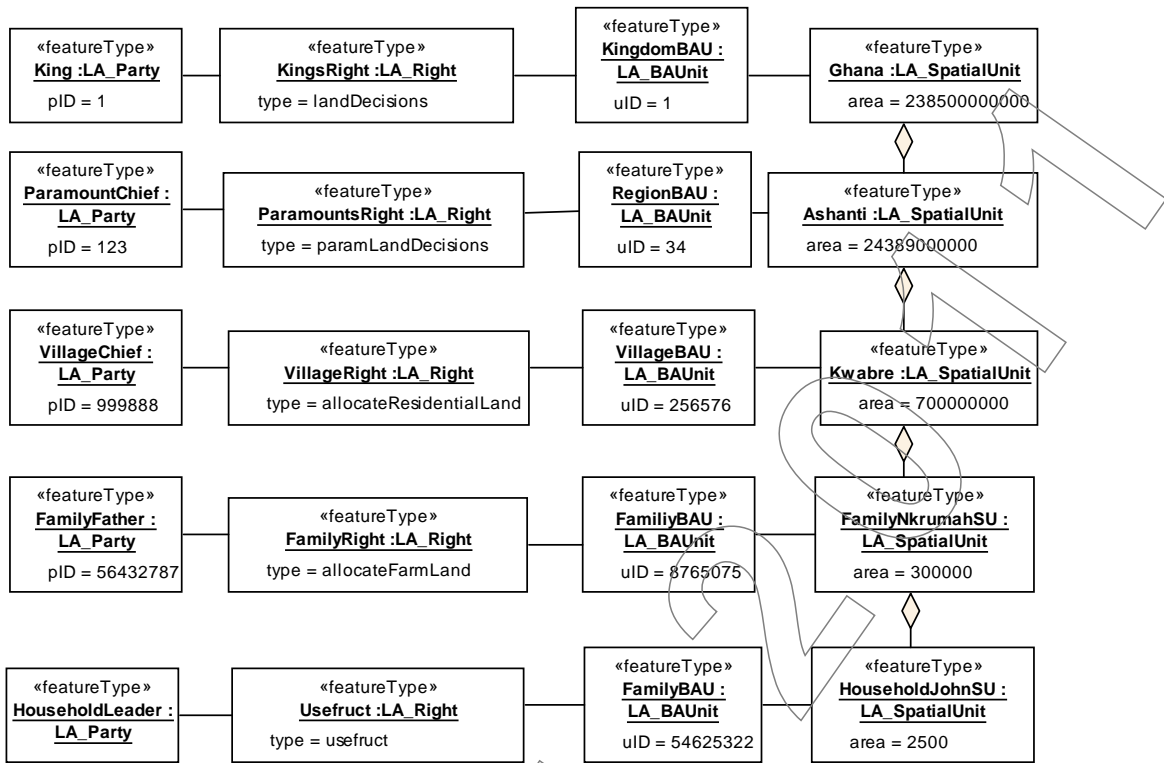 «featureType»
King :LA_Party
pID = 1
«featureType»
KingsRight :LA_Right
type = landDecisions
«featureType»
KingdomBAU :
LA_BAUnit
uID = 1
«featureType»
Ghana :LA_SpatialUnit
area = 238500000000
«featureType»
ParamountChief :
LA_Party
pID = 123
«featureType»
ParamountsRight :LA_Right
type = paramLandDecisions
«featureType»
RegionBAU :
LA_BAUnit
uID = 34
«featureType»
Ashanti :LA_SpatialUnit
area = 24389000000
«featureType»
VillageChief :
LA_Party
pID = 999888
«featureType»
VillageRight :LA_Right
type = allocateResidentialLand
«featureType»
VillageBAU :
LA_BAUnit
uID = 256576
«featureType»
Kwabre :LA_SpatialUnit
area = 700000000
«featureType»
FamilyFather :
LA_Party
pID = 56432787
«featureType»
FamilyRight :LA_Right
type = allocateFarmLand
«featureType»
FamiliyBAU :
LA_BAUnit
uID = 8765075
«featureType»
FamilyNkrumahSU :
LA_SpatialUnit
area = 300000
«featureType»
HouseholdLeader :
LA_Party
«featureType»
Usefruct :LA_Right
type = usefruct
«featureType»
FamilyBAU :
LA_BAUnit
uID = 54625322
«featureType»
HouseholdJohnSU :
LA_SpatialUnit
area = 2500
2011